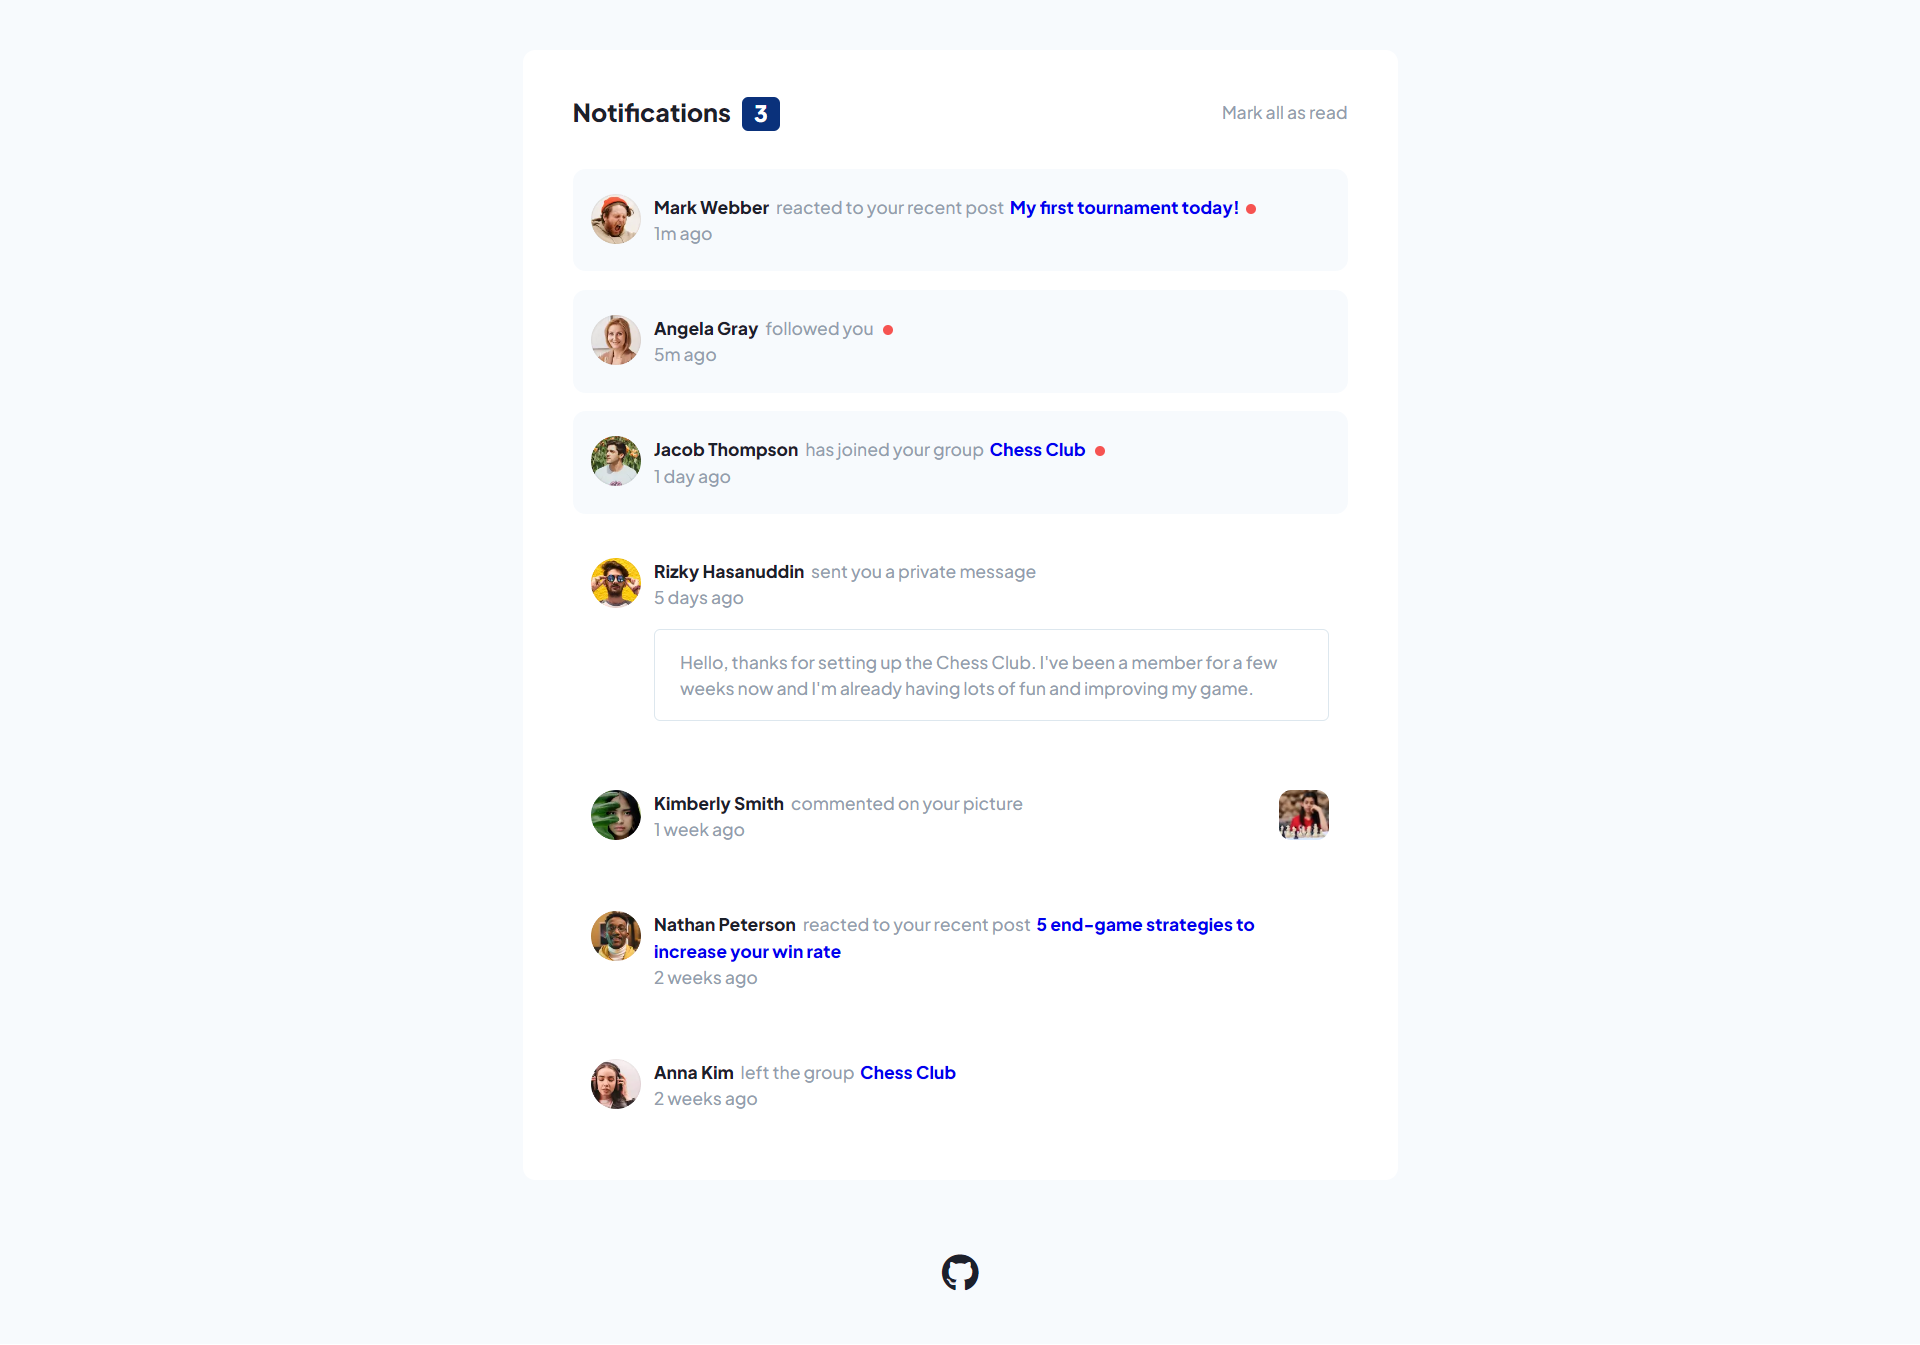 Notifications 3
Mark all as read
Mark Webber reacted to your recent post My first tournament today!
1m ago
Angela Gray followed you
5m ago
Jacob Thompson has joined your group Chess Club
1 day ago
Rizky Hasanuddin sent you a private message
5 days ago
Hello, thanks for setting up the Chess Club. I've been a member for a few
weeks now and I'm already having lots of fun and improving my game.
Kimberly Smith commented on your picture
1 week ago
Nathan Peterson reacted to your recent post 5 end-game strategies to
increase your win rate
2 weeks ago
Anna Kim left the group Chess Club
2 weeks ago